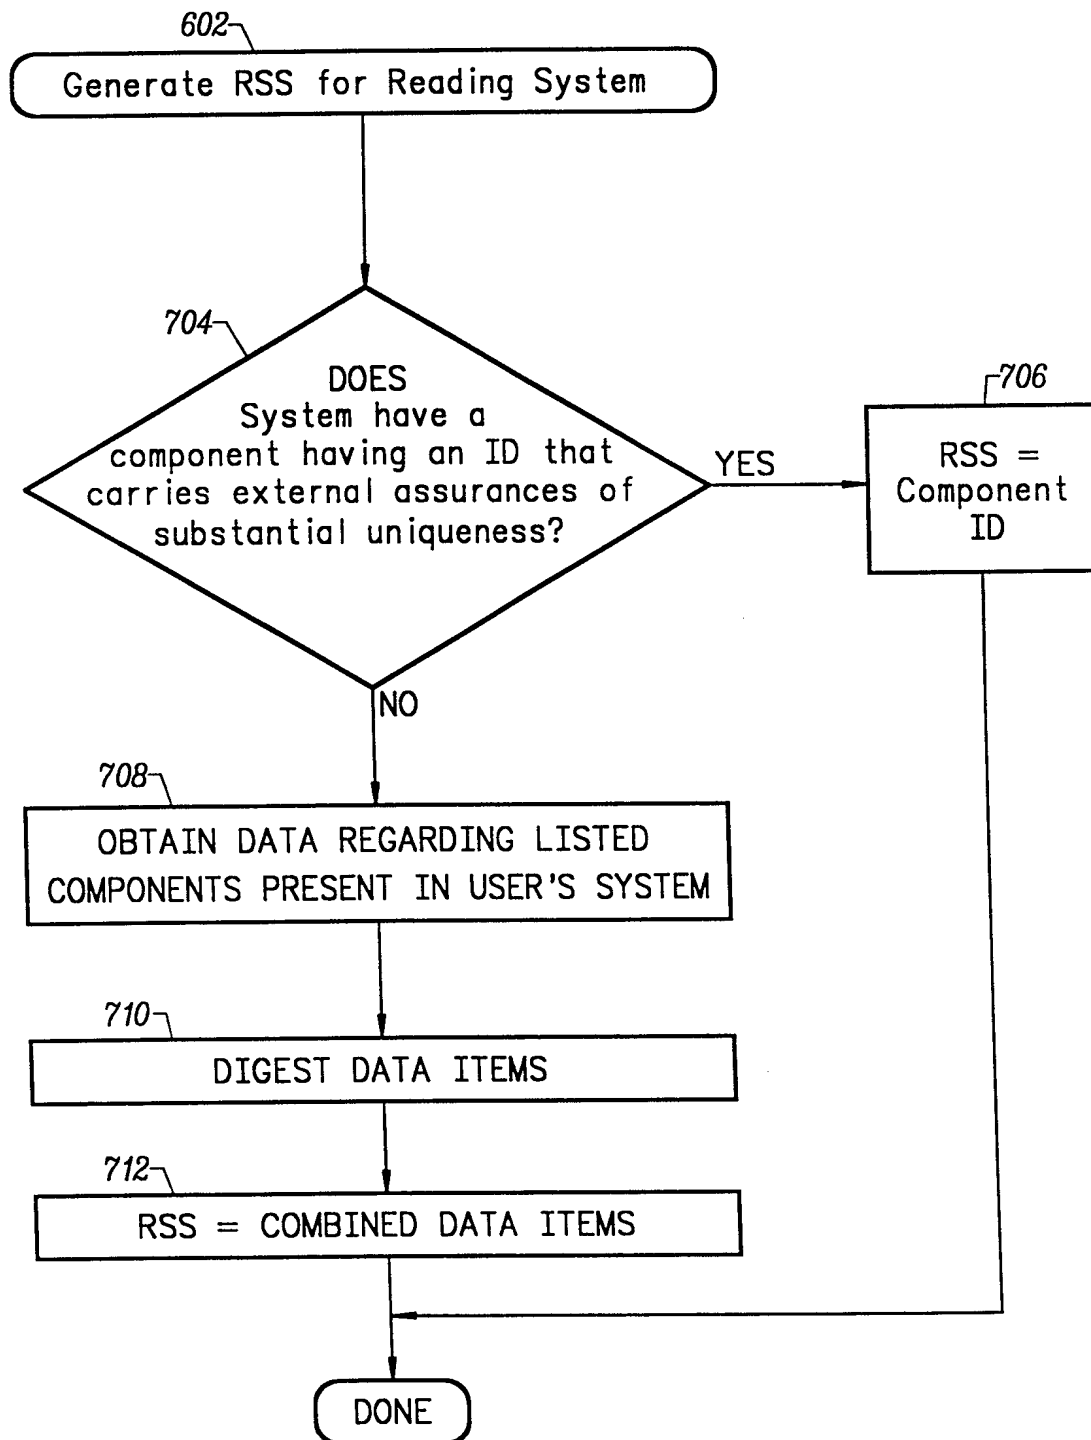 602
Generate RSS for Reading System
704
DOES
System have a
component having an ID that
carries external assurances of
substantial uniqueness?
YES
706
RSS =
Component
ID
NO
708
OBTAIN DATA REGARDING LISTED
COMPONENTS PRESENT IN USER'S SYSTEM
710
DIGEST DATA ITEMS
712
RSS = COMBINED DATA ITEMS
DONE